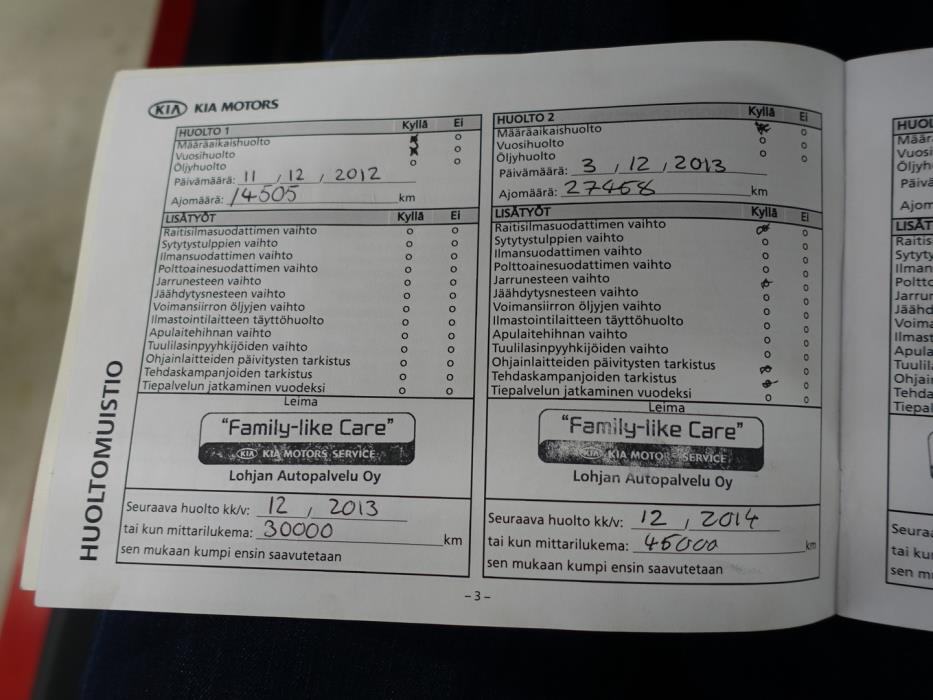 KIA KIA MOTORS
HUOLTOMUISTIO
HUOLTO 1 Kyllä Ei
Määräaikaishuolto
Vuosihuolto
Öljyhuolto
Päivämäärä: 11 , 12 , 2012
Ajomäärä: 14505 km
LISÄTYÖT Kyllä Ei
Raitisilmasuodattimen vaihto
Sytytystulppien vaihto
Ilmansuodattimen vaihto
Polttoainesuodattimen vaihto
Jarrunesteen vaihto
Jäähdytysnesteen vaihto
Voimansiirron öljyjen vaihto
Ilmastointilaitteen täyttöhuolto
Apulaitehihnan vaihto
Tuulilasinpyyhkijöiden vaihto
Ohjainlaitteiden päivitysten tarkistus
Tehdaskampanjoiden tarkistus
Tiepalvelun jatkaminen vuodeksi
Leima
"Family-like Care"
KIA KIA MOTORS SERVICE
Lohjan Autopalvelu Oy
Seuraava huolto kk/v: 12 , 2013
tai kun mittarilukema: 30000 km
sen mukaan kumpi ensin saavutetaan
HUOLTO 2 Kyllä Ei
Määräaikaishuolto
Vuosihuolto
Öljyhuolto
Päivämäärä: 3 , 12 , 2013
Ajomäärä: 27468 km
LISÄTYÖT Kyllä Ei
Raitisilmasuodattimen vaihto
Sytytystulppien vaihto
Ilmansuodattimen vaihto
Polttoainesuodattimen vaihto
Jarrunesteen vaihto
Jäähdytysnesteen vaihto
Voimansiirron öljyjen vaihto
Ilmastointilaitteen täyttöhuolto
Apulaitehihnan vaihto
Tuulilasinpyyhkijöiden vaihto
Ohjainlaitteiden päivitysten tarkistus
Tehdaskampanjoiden tarkistus
Tiepalvelun jatkaminen vuodeksi
Leima
"Family-like Care"
KIA KIA MOTORS SERVICE
Lohjan Autopalvelu Oy
Seuraava huolto kk/v: 12 , 2014
tai kun mittarilukema: 45000 km
sen mukaan kumpi ensin saavutetaan
- 3 -